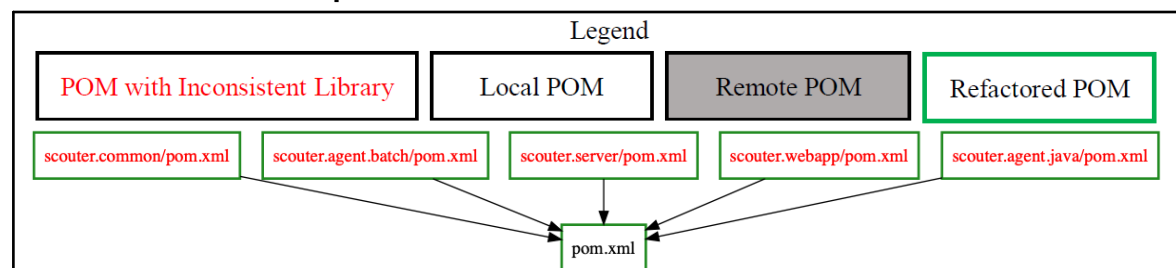 Legend
POM with Inconsistent Library Local POM Remote POM Refactored POM
scouter.common/pom.xml scouter.agent.batch/pom.xml scouter.server/pom.xml scouter.webapp/pom.xml scouter.agent.java/pom.xml
pom.xml